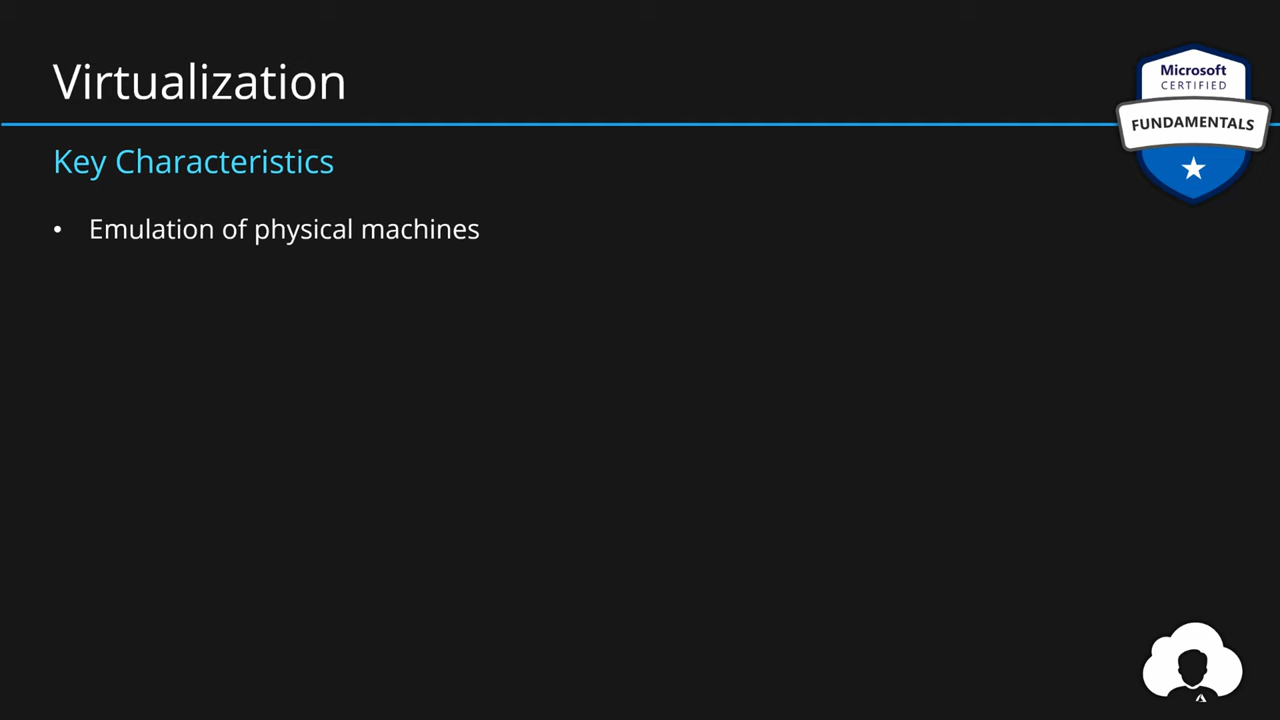 Virtualization
Microsoft
CERTIFIED
FUNDAMENTALS
Key Characteristics
• Emulation of physical machines